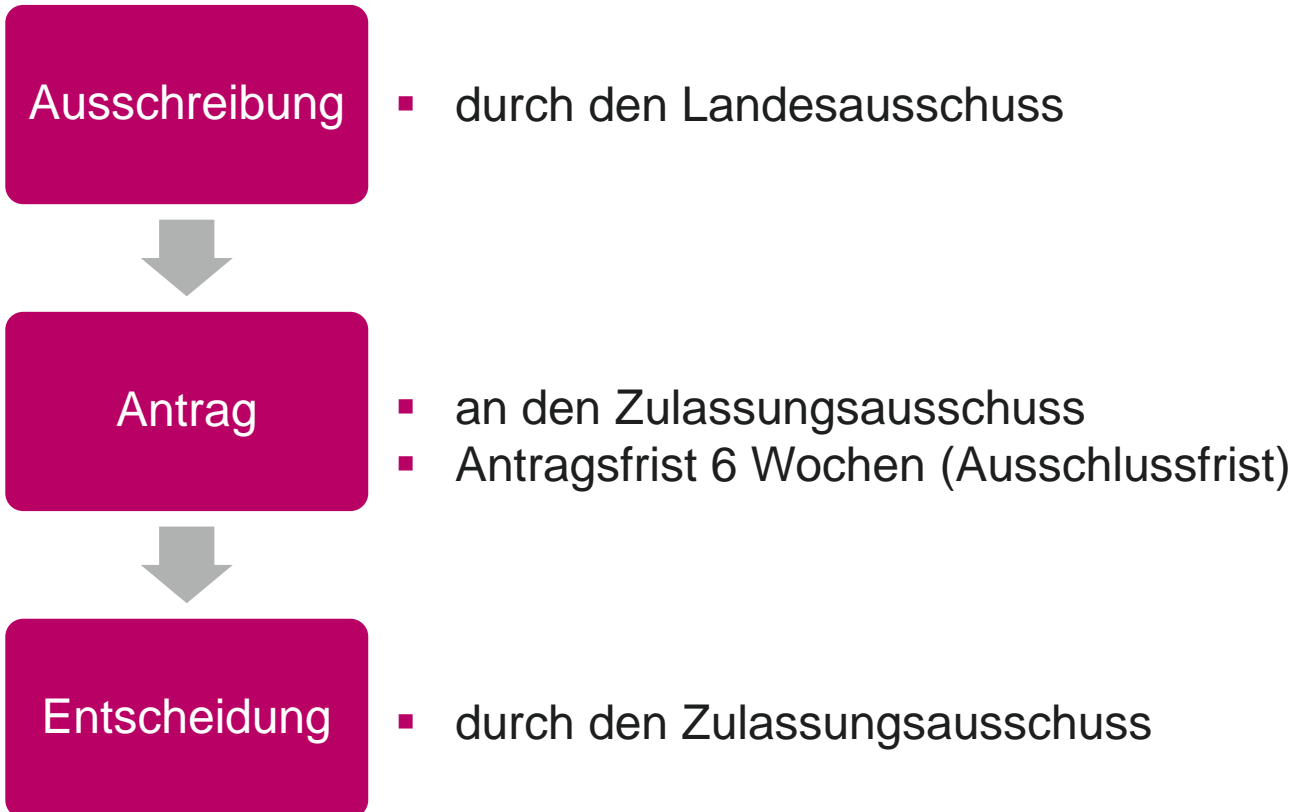 Ausschreibung
▪ durch den Landesausschuss
Antrag
▪ an den Zulassungsausschuss
▪ Antragsfrist 6 Wochen (Ausschlussfrist)
Entscheidung
▪ durch den Zulassungsausschuss